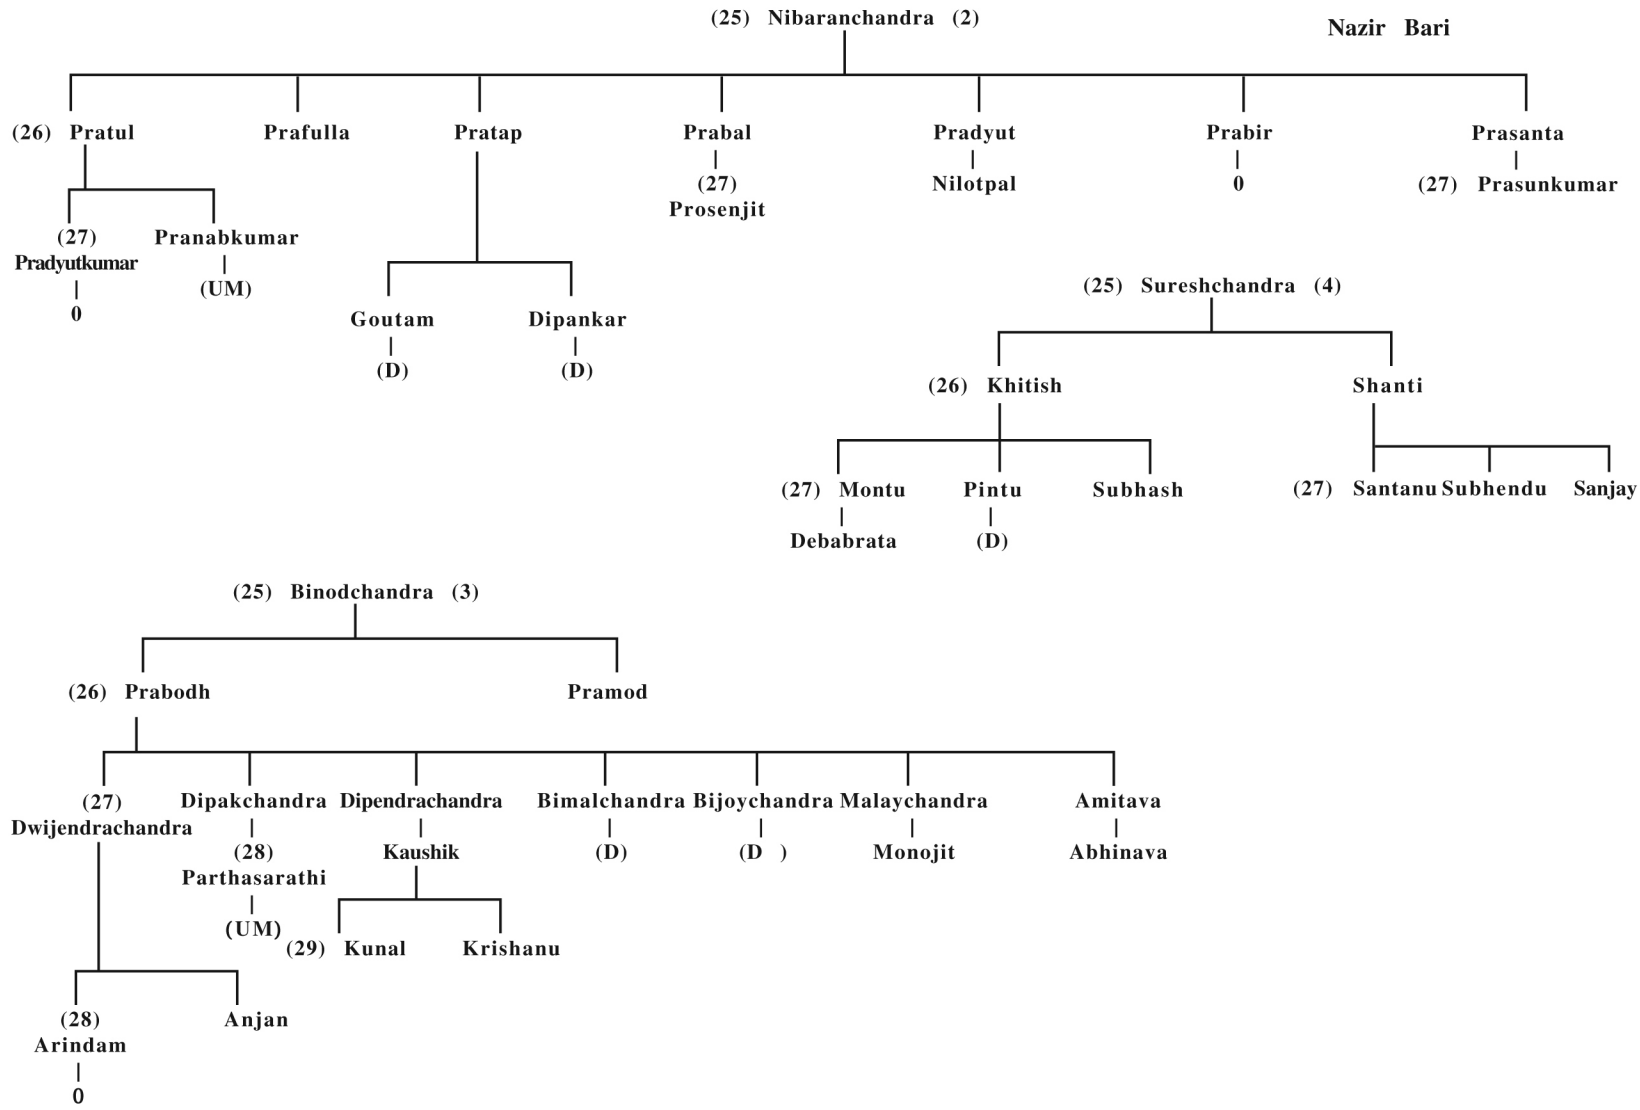 (25) Nibaranchandra (2)
Nazir Bari
(26) Pratul Prafulla Pratap Prabal Pradyut Prabir Prasanta
(27) Nilotpal 0 (27) Prasunkumar
Prosenjit
(27) Pranabkumar
Pradyutkumar
(UM)
0
Goutam Dipankar
(D) (D)
(25) Sureshchandra (4)
(26) Khitish Shanti
(27) Montu Pintu Subhash (27) Santanu Subhendu Sanjay
Debabrata (D)
(25) Binodchandra (3)
(26) Prabodh Pramod
(27) Dipakchandra Dipendrachandra Bimalchandra Bijoychandra Malaychandra Amitava
Dwijendrachandra
(28) Kaushik (D) (D ) Monojit Abhinava
Parthasarathi
(UM)
(29) Kunal Krishanu
(28) Anjan
Arindam
0